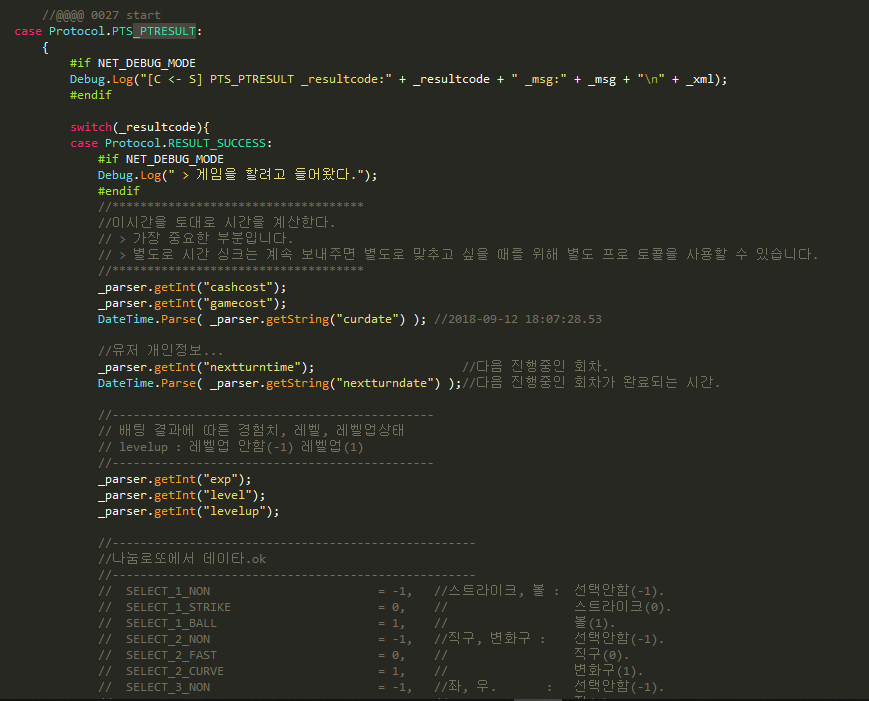 //@@@@ 0027 start
case Protocol.PTS_PTRESULT:
{
#if NET_DEBUG_MODE
Debug.Log("[C <- S] PTS_PTRESULT _resultcode:" + _resultcode + " _msg:" + _msg + "\n" + _xml);
#endif
switch(_resultcode){
case Protocol.RESULT_SUCCESS:
#if NET_DEBUG_MODE
Debug.Log(" > 게임을 할려고 들어왔다.");
#endif
//************************************
//이시간을 토대로 시간을 계산한다.
// > 가장 중요한 부분입니다.
// > 별도로 시간 싱크는 계속 보내주면 별도로 맞추고 싶을 때를 위해 별도 프로 토콜을 사용할 수 있습니다.
//************************************
_parser.getInt("cashcost");
_parser.getInt("gamecost");
DateTime.Parse( _parser.getString("curdate") ); //2018-09-12 18:07:28.53
//유저 개인정보...
_parser.getInt("nextturntime"); //다음 진행중인 회차.
DateTime.Parse( _parser.getString("nextturndate") );//다음 진행중인 회차가 완료되는 시간.
//----------------------------------------------
// 배팅 결과에 따른 경험치, 레벨, 레벨업상태
// levelup : 레벨업 안함(-1) 레벨업(1)
//----------------------------------------------
_parser.getInt("exp");
_parser.getInt("level");
_parser.getInt("levelup");
//----------------------------------------------------
//나눔로또에서 데이타.ok
//----------------------------------------------------
// SELECT_1_NON = -1, //스트라이크, 볼 : 선택안함(-1).
// SELECT_1_STRIKE = 0, // 스트라이크(0).
// SELECT_1_BALL = 1, // 볼(1).
// SELECT_2_NON = -1, //직구, 변화구 : 선택안함(-1).
// SELECT_2_FAST = 0, // 직구(0).
// SELECT_2_CURVE = 1, // 변화구(1).
// SELECT_3_NON = -1, //좌, 우. : 선택안함(-1).